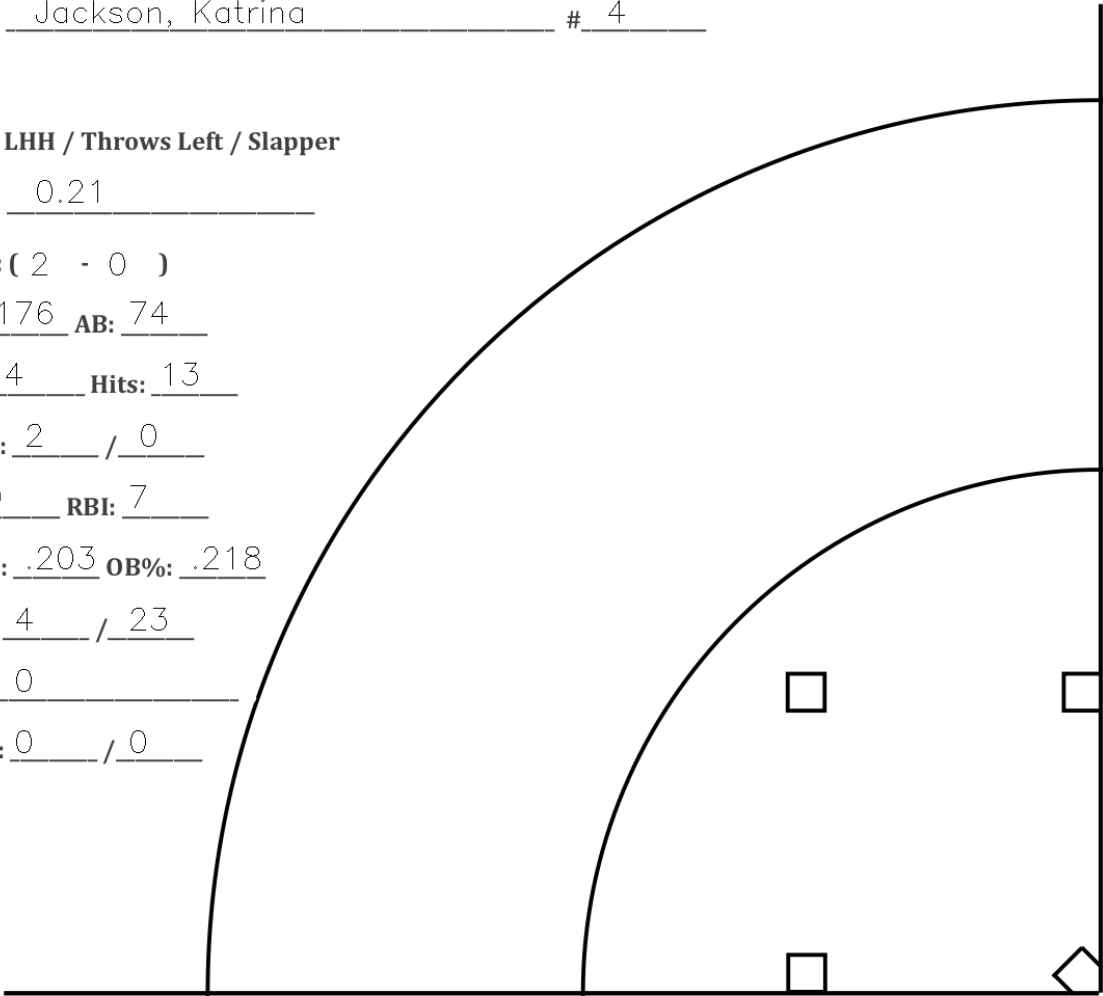 Jackson, Katrina # 4
LHH / Throws Left / Slapper
0.21
: ( 2 - 0 )
176 AB: 74
4 Hits: 13
: 2 / 0
RBI: 7
: .203 OB%: .218
4 / 23
0
: 0 / 0